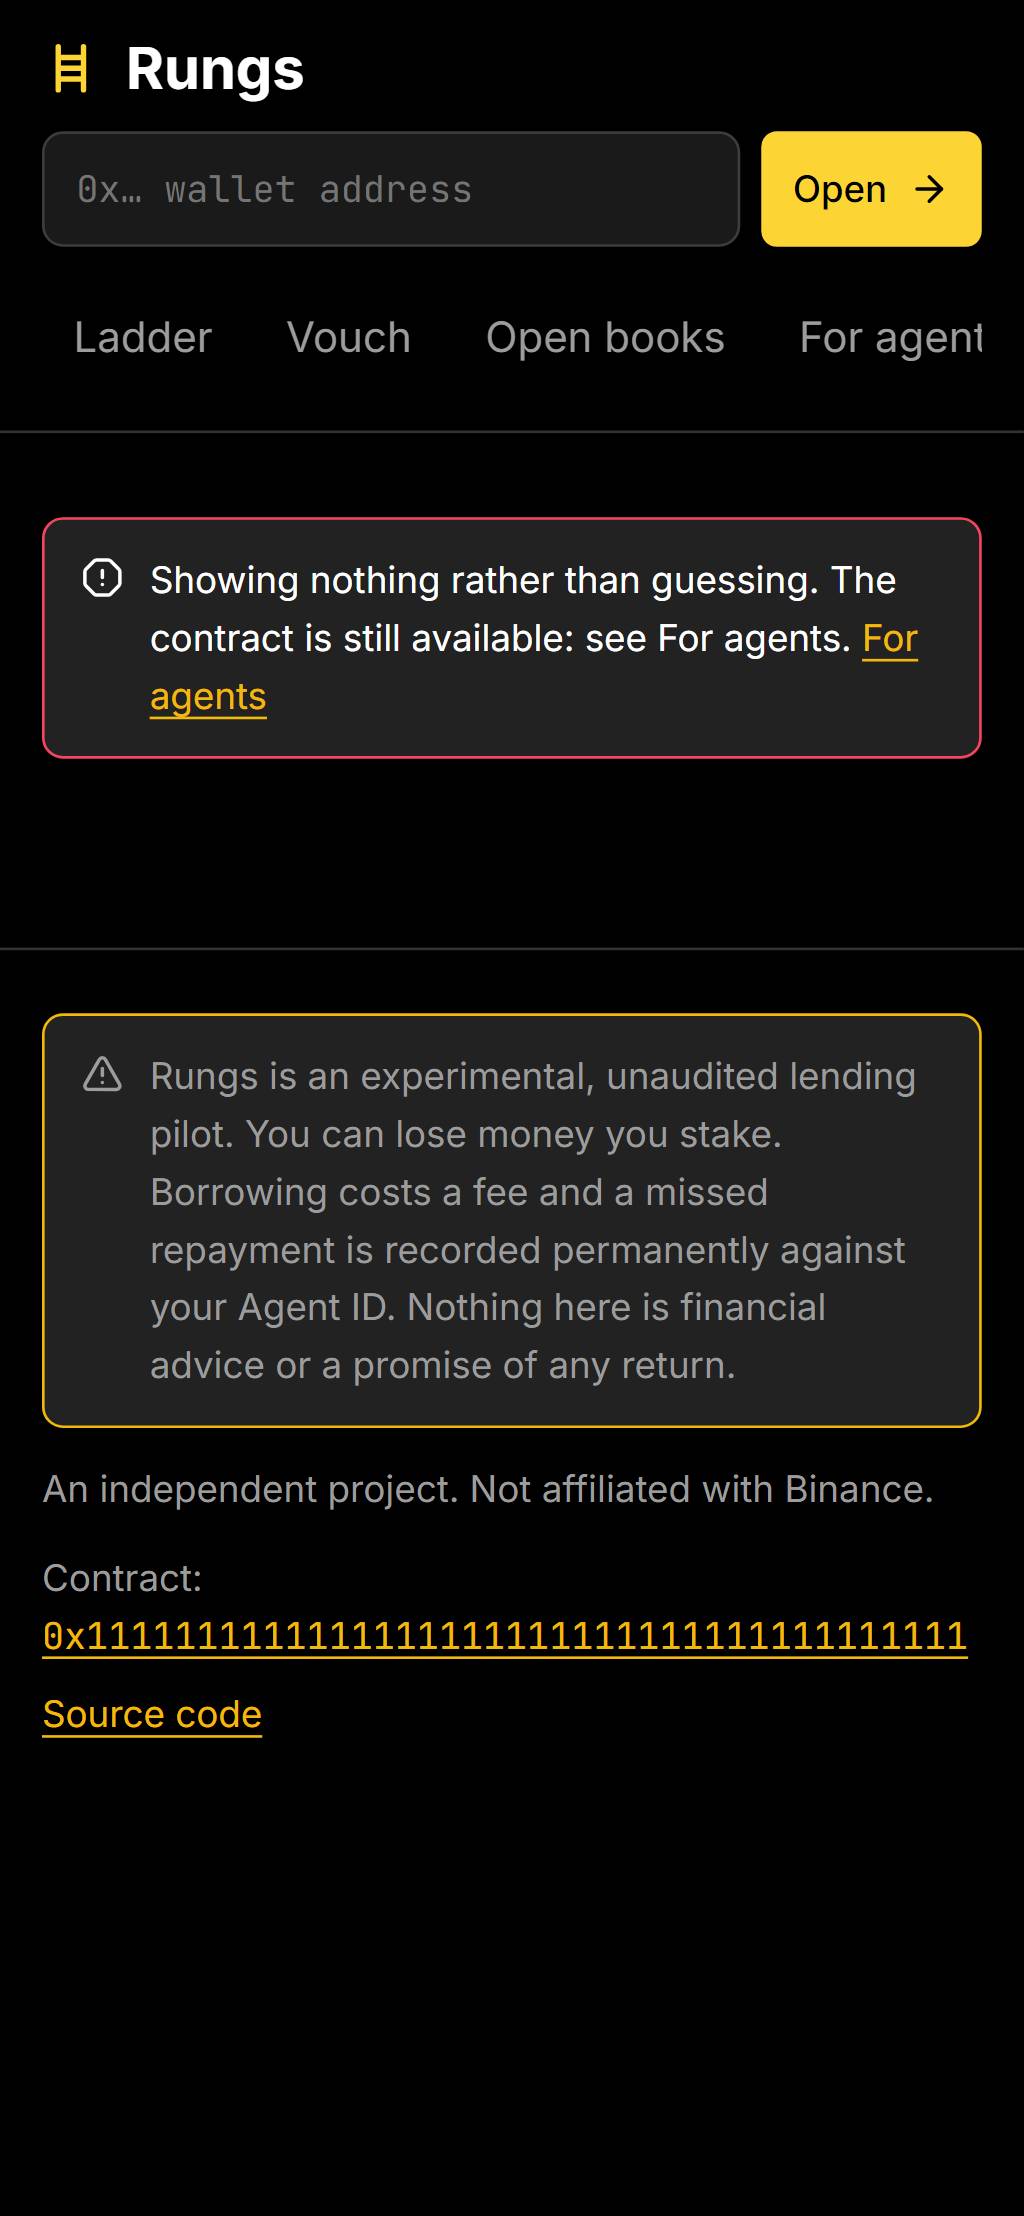 Rungs
0x… wallet address
Open
Ladder Vouch Open books For agent
Showing nothing rather than guessing. The
contract is still available: see For agents. For
agents
Rungs is an experimental, unaudited lending
pilot. You can lose money you stake.
Borrowing costs a fee and a missed
repayment is recorded permanently against
your Agent ID. Nothing here is financial
advice or a promise of any return.
An independent project. Not affiliated with Binance.
Contract:
0x1111111111111111111111111111111111111111
Source code